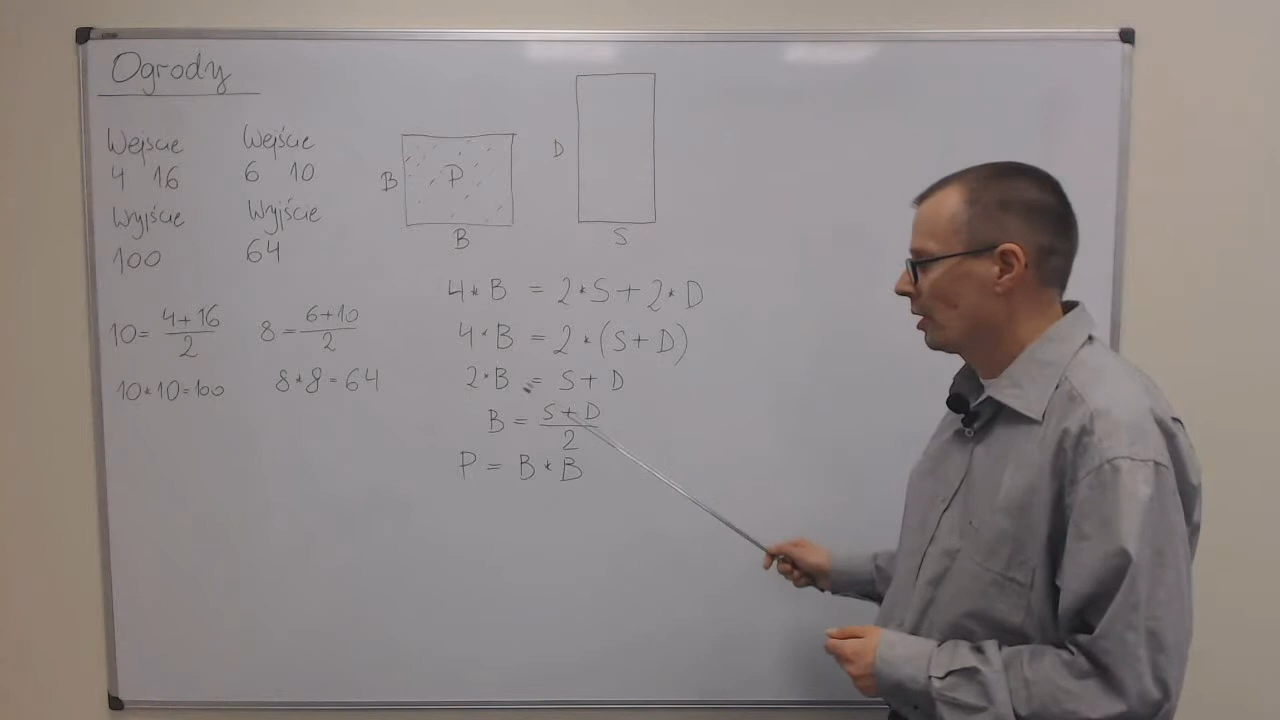 Ogrody
Wejście Wejście
4 16 6 10
Wyjście Wyjście
100 64
10 = 4+16 / 2 8 = 6+10 / 2
10*10=100 8*8=64
B P B
D S
4*B = 2*S+2*D
4*B = 2*(S+D)
2*B = S+D
B = S+D / 2
P = B*B